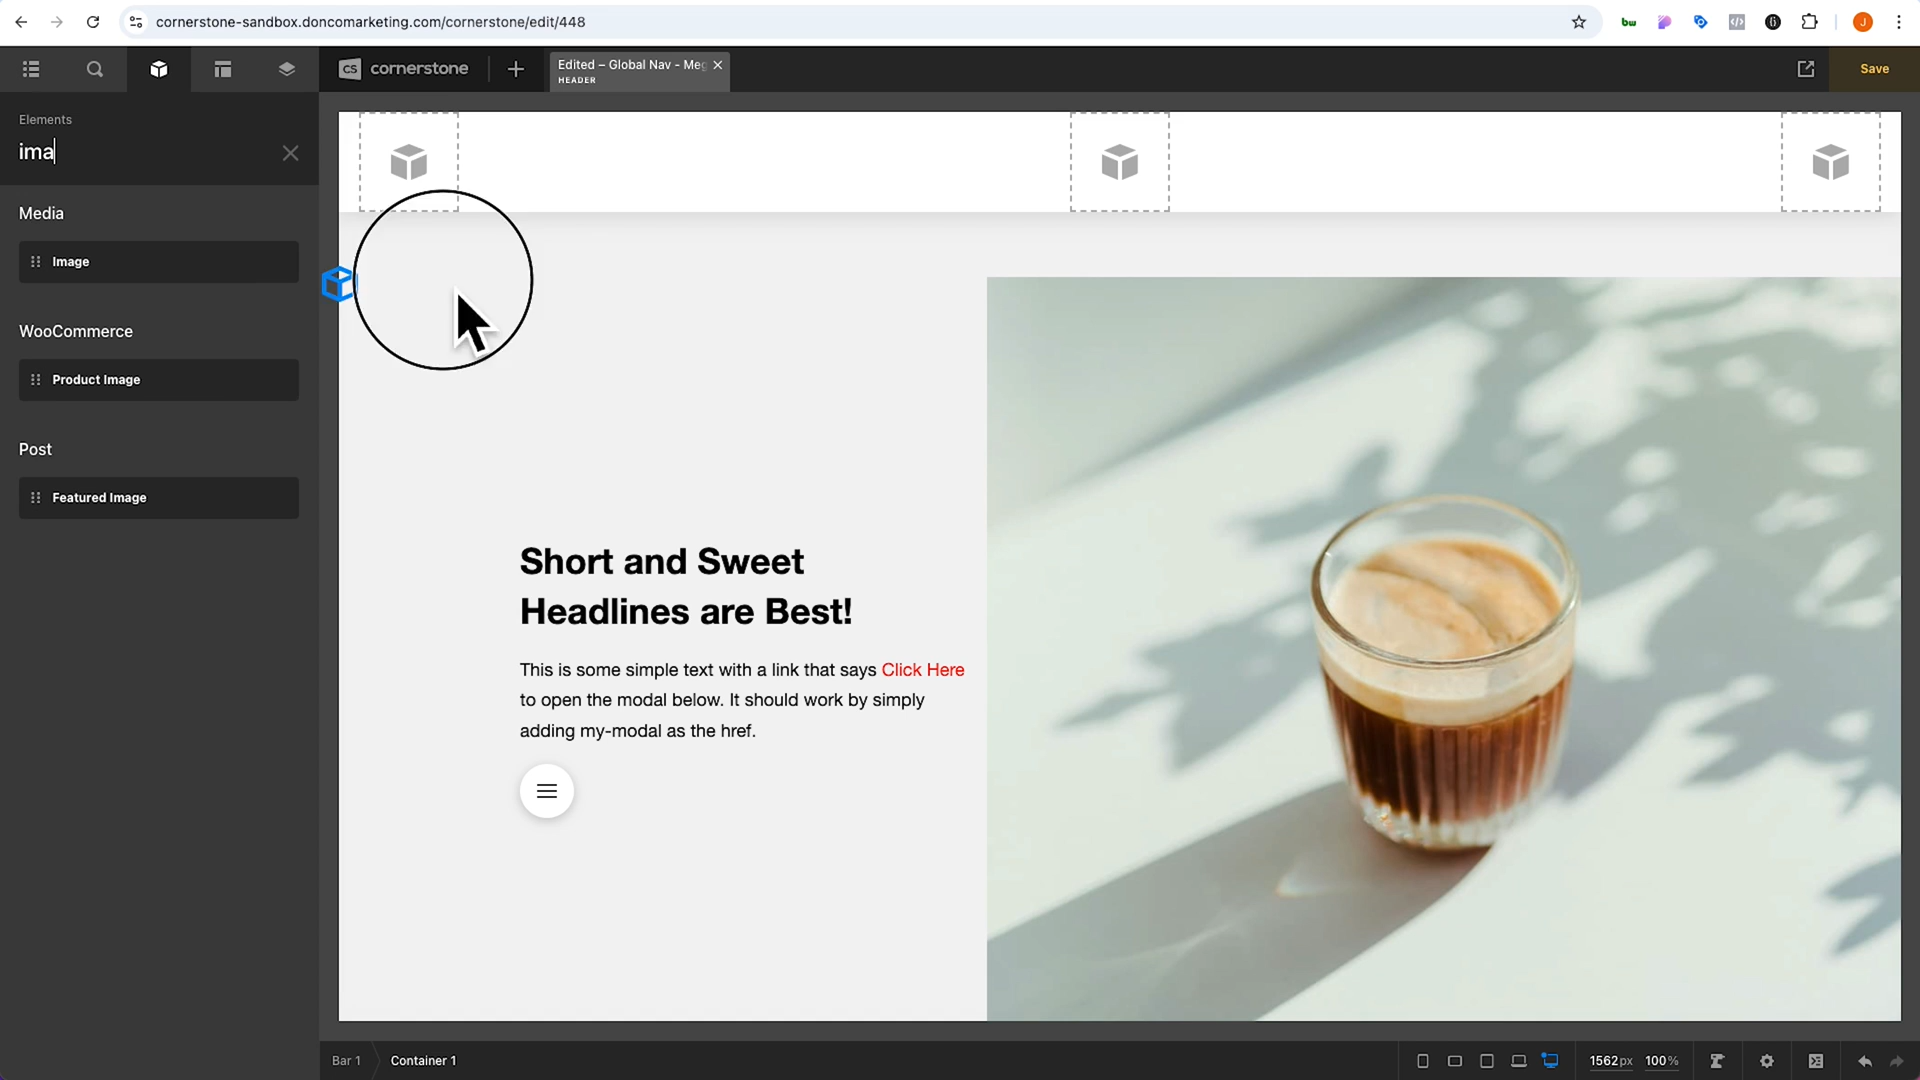 cornerstone-sandbox.doncomarketing.com/cornerstone/edit/448
bw
J
CS cornerstone
Edited – Global Nav - Meg
HEADER
Save
Elements
ima
Media
Image
WooCommerce
Product Image
Post
Featured Image
Short and Sweet
Headlines are Best!
This is some simple text with a link that says Click Here
to open the modal below. It should work by simply
adding my-modal as the href.
Bar 1
Container 1
1562px
100%